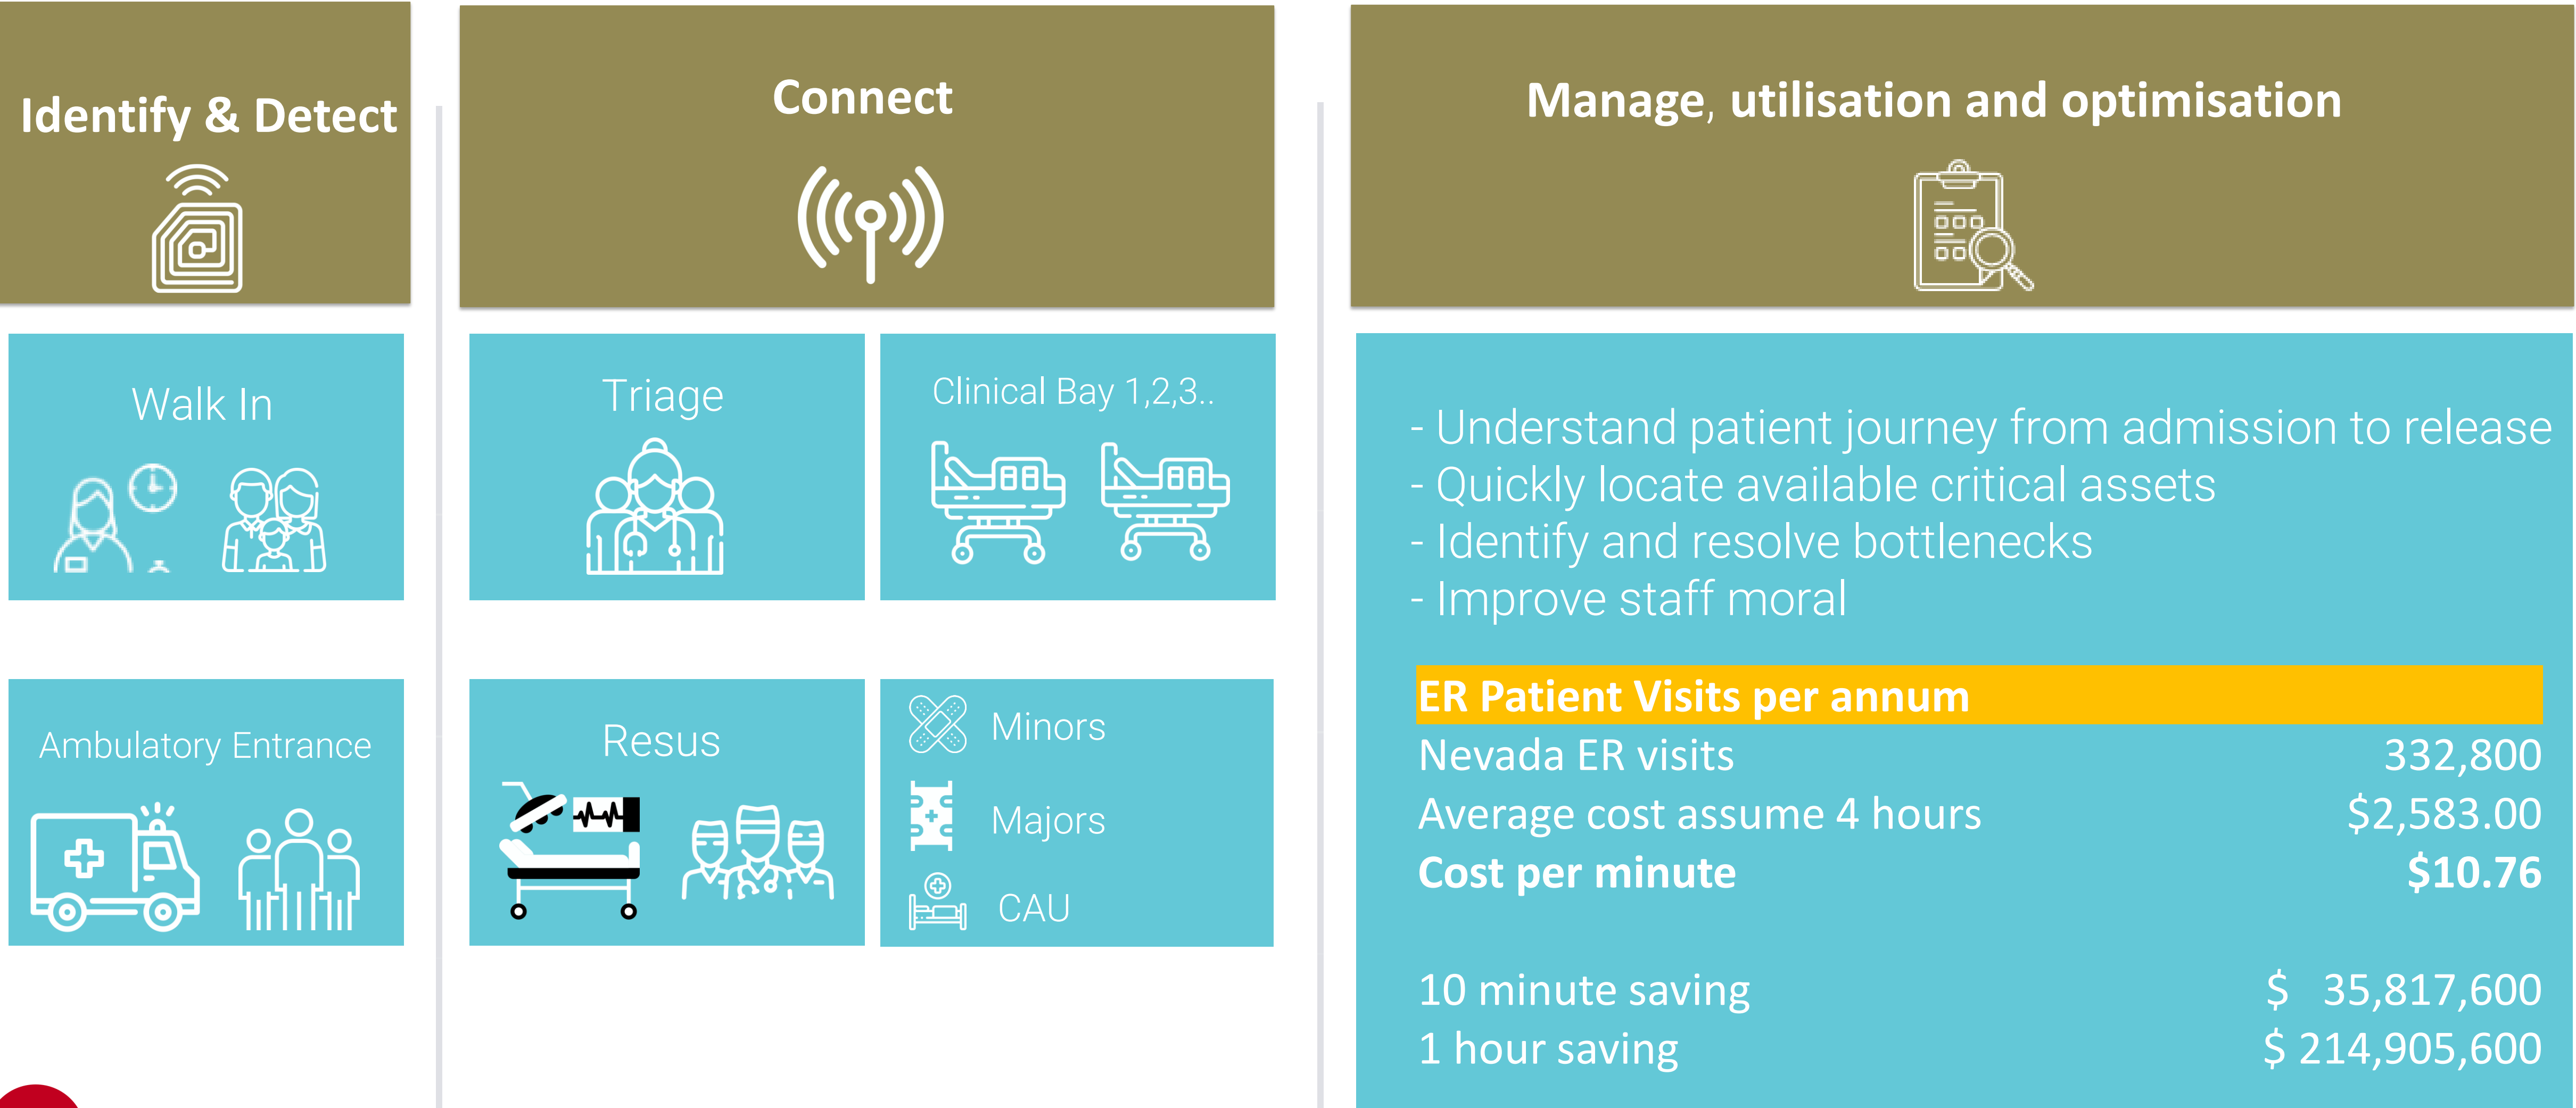 Identify & Detect
Connect
Manage, utilisation and optimisation
Walk In
Triage
Clinical Bay 1,2,3..
Ambulatory Entrance
Resus
Minors
Majors
CAU
- Understand patient journey from admission to release
- Quickly locate available critical assets
- Identify and resolve bottlenecks
- Improve staff moral
ER Patient Visits per annum
Nevada ER visits 332,800
Average cost assume 4 hours $2,583.00
Cost per minute $10.76
10 minute saving $ 35,817,600
1 hour saving $ 214,905,600